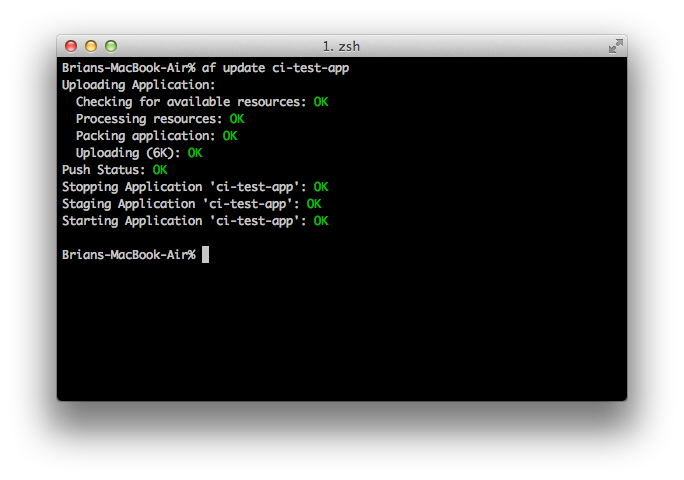 1. zsh
Brians-MacBook-Air% af update ci-test-app
Uploading Application:
  Checking for available resources: OK
  Processing resources: OK
  Packing application: OK
  Uploading (6K): OK
Push Status: OK
Stopping Application 'ci-test-app': OK
Staging Application 'ci-test-app': OK
Starting Application 'ci-test-app': OK
Brians-MacBook-Air%